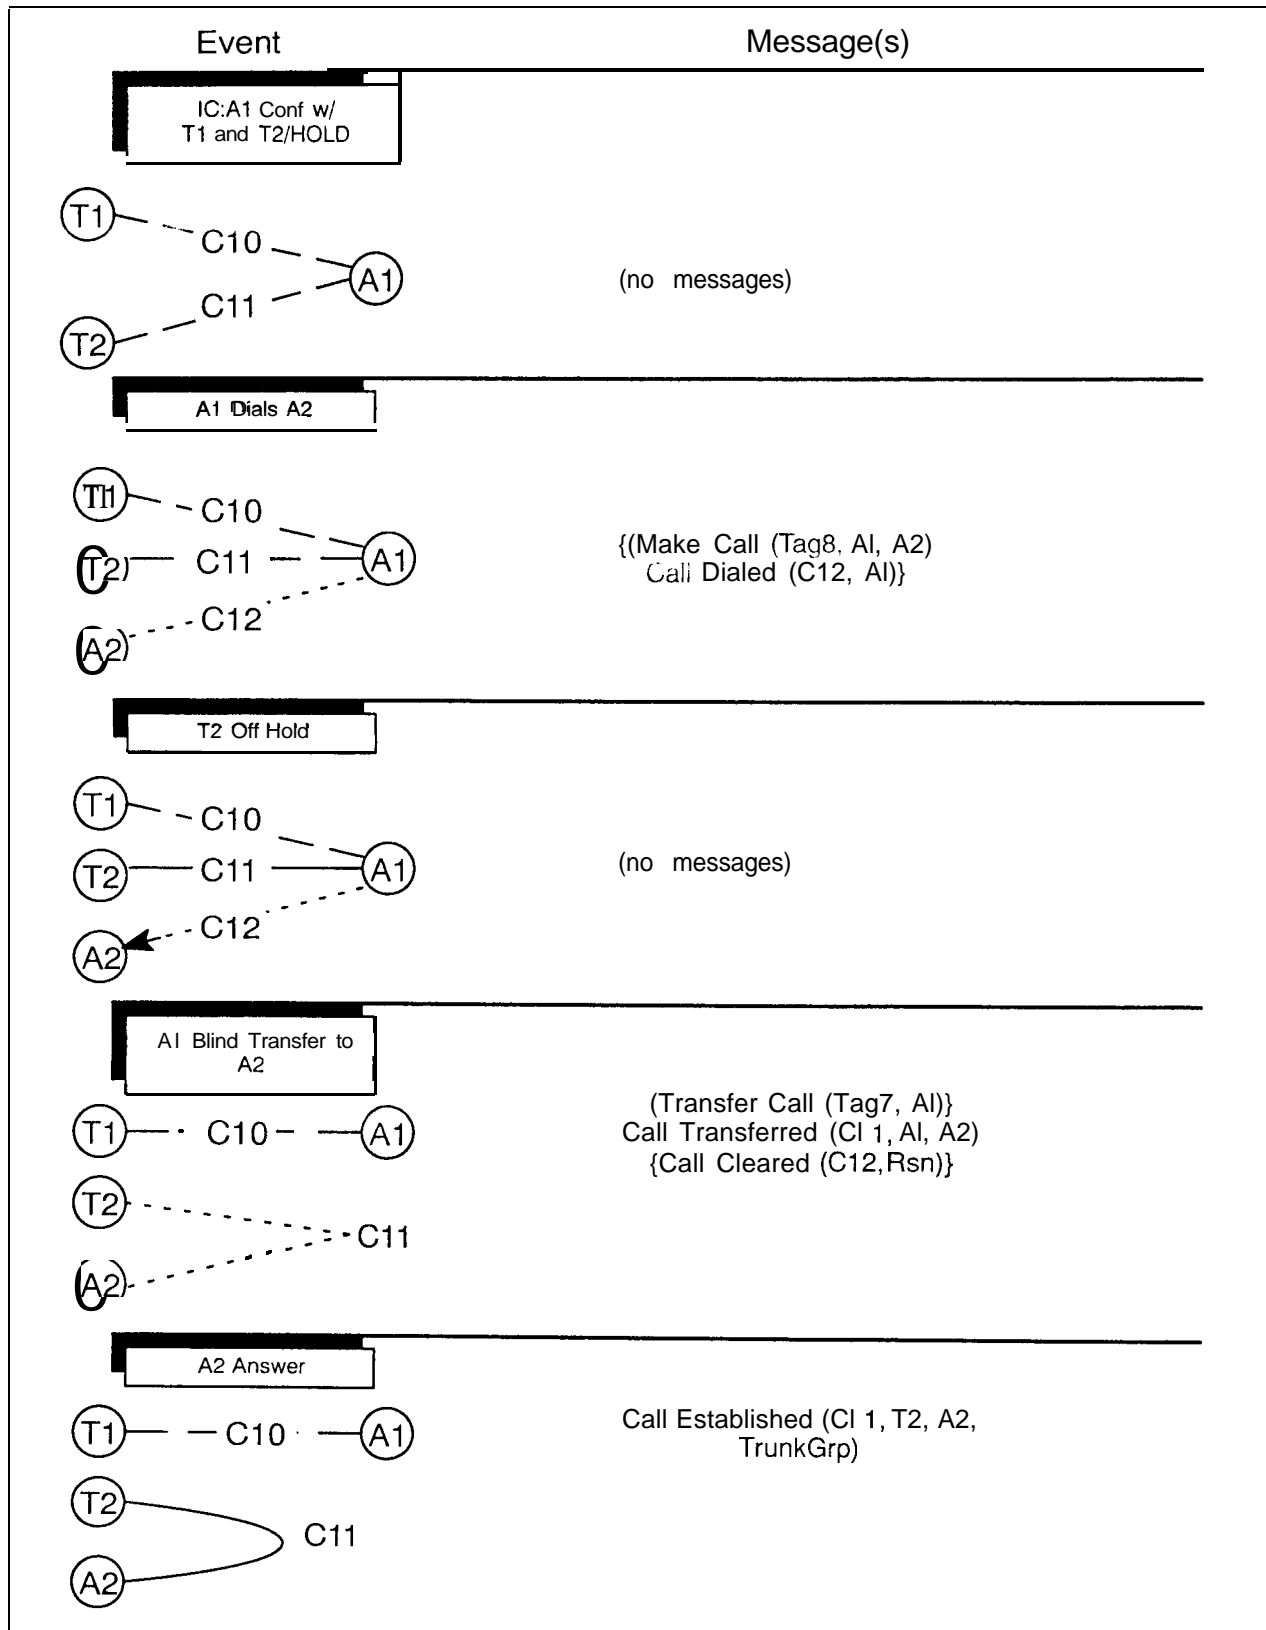 Event Message(s)
IC:A1 Conf w/
T1 and T2/HOLD
T1
C10
A1
(no messages)
C11
T2
A1 Dials A2
T1
C10
T2 C11 A1
{(Make Call (Tag8, Al, A2)
Call Dialed (C12, Al)}
C12
A2
T2 Off Hold
T1
C10
T2 C11 A1
(no messages)
C12
A2
Al Blind Transfer to
A2
T1 C10 A1
(Transfer Call (Tag7, Al)}
Call Transferred (Cl 1, Al, A2)
{Call Cleared (C12,Rsn)}
T2
C11
A2
A2 Answer
T1 C10 A1
Call Established (Cl 1, T2, A2,
TrunkGrp)
T2
C11
A2